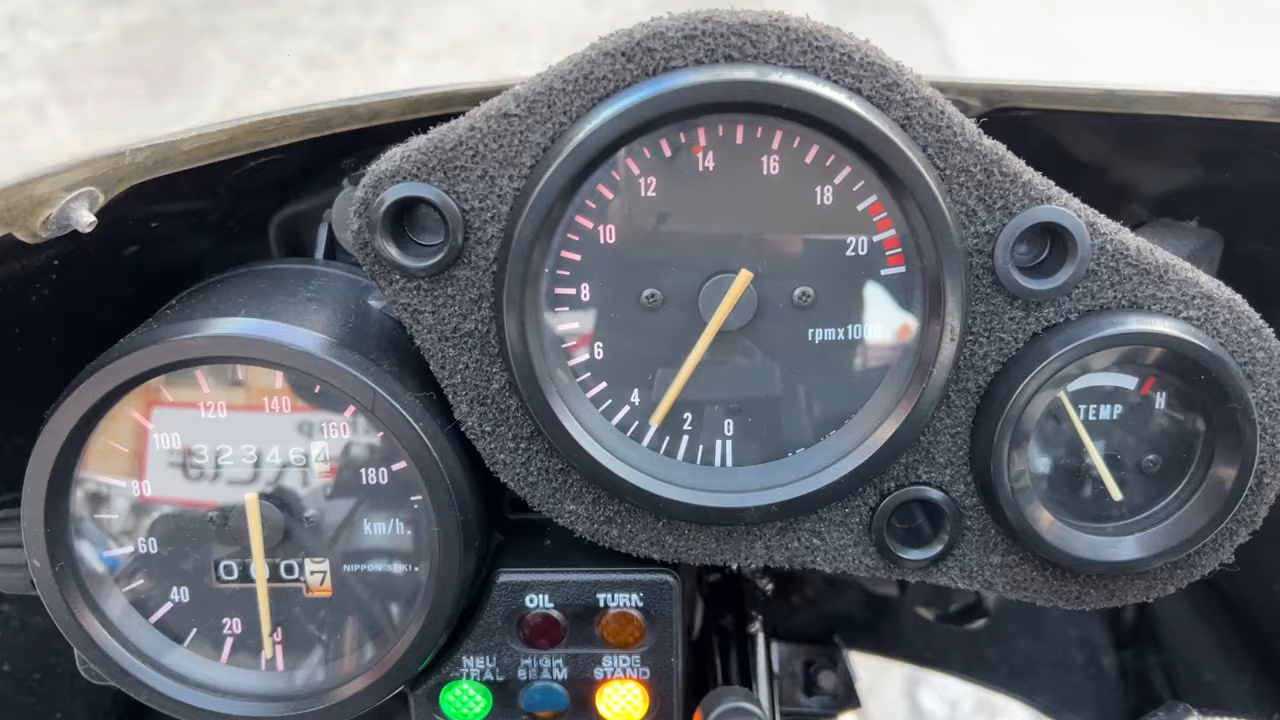 14
12
16
18
10
20
8
rpmx1000
6
4
2
0
TEMP
H
120
140
100
160
323464
180
80
km/h.
60
0007
NIPPON SEIKI.
40
20
0
OIL
TURN
NEU
-TRAL
HIGH
BEAM
SIDE
STAND